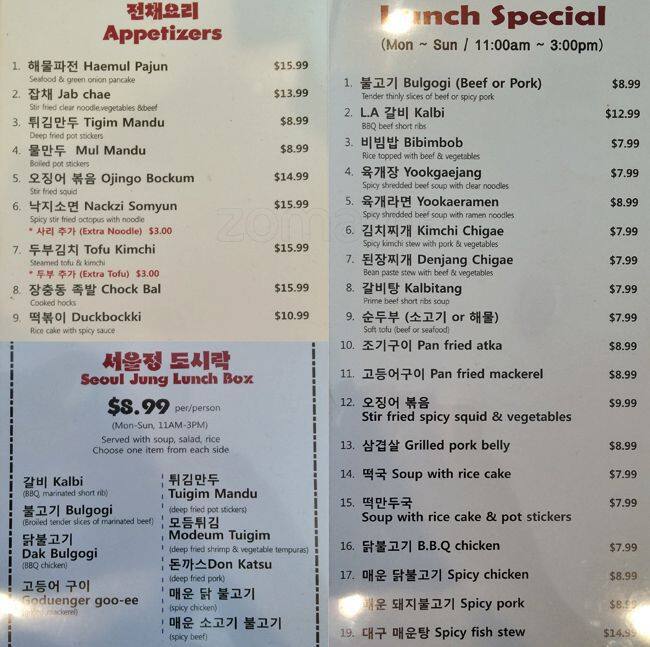 전채요리
Appetizers
1. 해물파전 Haemul Pajun $15.99
Seafood & green onion pancake
2. 잡채 Jab chae $13.99
Stir fried clear noodle,vegetables &beef
3. 튀김만두 Tigim Mandu $8.99
Deep fried pot stickers
4. 물만두 Mul Mandu $8.99
Boiled pot stickers
5. 오징어 볶음 Ojingo Bockum $14.99
Stir fried squid
6. 낙지소면 Nackzi Somyun $15.99
Spicy stir fried octopus with noodle
* 사리 추가 (Extra Noodle) $3.00
7. 두부김치 Tofu Kimchi $15.99
Steamed tofu & kimchi
* 두부 추가 (Extra Tofu) $3.00
8. 장충동 족발 Chock Bal $15.99
Cooked hocks
9. 떡볶이 Duckbockki $10.99
Rice cake with spicy sauce
서울정 도시락
Seoul Jung Lunch Box
$8.99 per/person
(Mon-Sun, 11AM-3PM)
Served with soup, salad, rice
Choose one item from each side
갈비 Kalbi
(BBQ, marinated short rib)
불고기 Bulgogi
(Broiled tender slices of marinated beef)
닭불고기
Dak Bulgogi
(BBQ chicken)
고등어 구이
Goduenger goo-ee
mackerel)
튀김만두
Tuigim Mandu
(deep fried pot stickers)
모듬튀김
Modeum Tuigim
(deep fried shrimp & vegetable tempuras)
돈까스Don Katsu
(deep fried pork)
매운 닭 불고기
(spicy chicken)
매운 소고기 불고기
(spicy beef)
Lunch Special
(Mon ~ Sun / 11:00am ~ 3:00pm)
1. 불고기 Bulgogi (Beef or Pork) $8.99
Tender thinly slices of beef or spicy pork
2. L.A 갈비 Kalbi $12.99
BBQ beef short ribs
3. 비빔밥 Bibimbob $7.99
Rice topped with beef & vegetables
4. 육개장 Yookgaejang $7.99
Spicy shredded beef soup with clear noodles
5. 육개라면 Yookaeramen $8.99
Spicy shredded beef soup with ramen noodles
6. 김치찌개 Kimchi Chigae $7.99
Spicy kimchi stew with pork & vegetables
7. 된장찌개 Denjang Chigae $7.99
Bean paste stew with beef & vegetables
8. 갈비탕 Kalbitang $7.99
Prime beef short ribs soup
9. 순두부 (소고기 or 해물) $7.99
Soft tofu (beef or seafood)
10. 조기구이 Pan fried atka $8.99
11. 고등어구이 Pan fried mackerel $8.99
12. 오징어 볶음 $9.99
Stir fried spicy squid & vegetables
13. 삼겹살 Grilled pork belly $8.99
14. 떡국 Soup with rice cake $7.99
15. 떡만두국 $7.99
Soup with rice cake & pot stickers
16. 닭불고기 B.B.Q chicken $7.99
17. 매운 닭불고기 Spicy chicken $8.99
매운 돼지불고기 Spicy pork
19. 대구 매운탕 Spicy fish stew